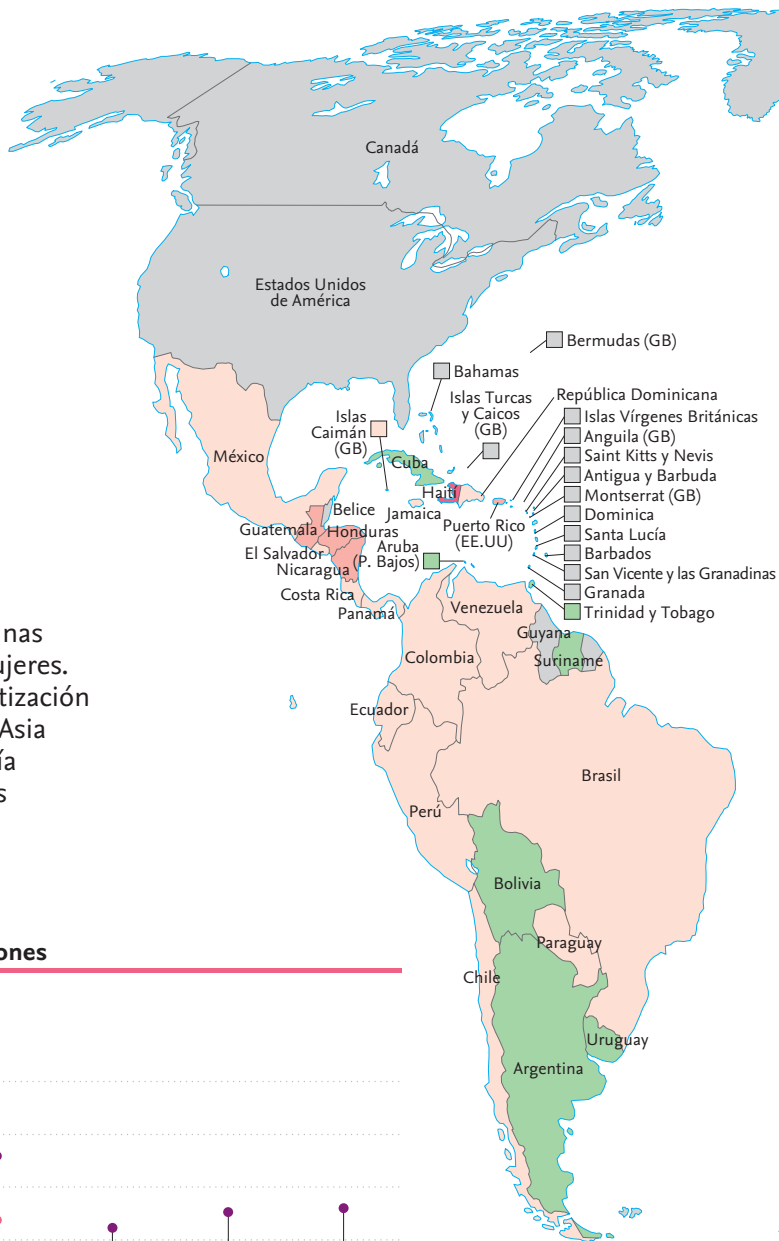 Canadá
Estados Unidos
de América
Bermudas (GB)
Bahamas
Islas Turcas
y Caicos
(GB)
República Dominicana
Islas Vírgenes Británicas
Anguila (GB)
Saint Kitts y Nevis
Antigua y Barbuda
Montserrat (GB)
Dominica
Santa Lucía
Barbados
San Vicente y las Granadinas
Granada
Trinidad y Tobago
Islas
Caimán
(GB)
México
Cuba
Haití
Jamaica
Puerto Rico
(EE.UU)
Belice
Guatemala
Honduras
El Salvador
Nicaragua
Aruba
(P. Bajos)
Costa Rica
Panamá
Venezuela
Guyana
Suriname
Colombia
Ecuador
Brasil
Perú
Bolivia
Paraguay
Chile
Uruguay
Argentina
nas
ujeres.
tización
Asia
ía
s
ones